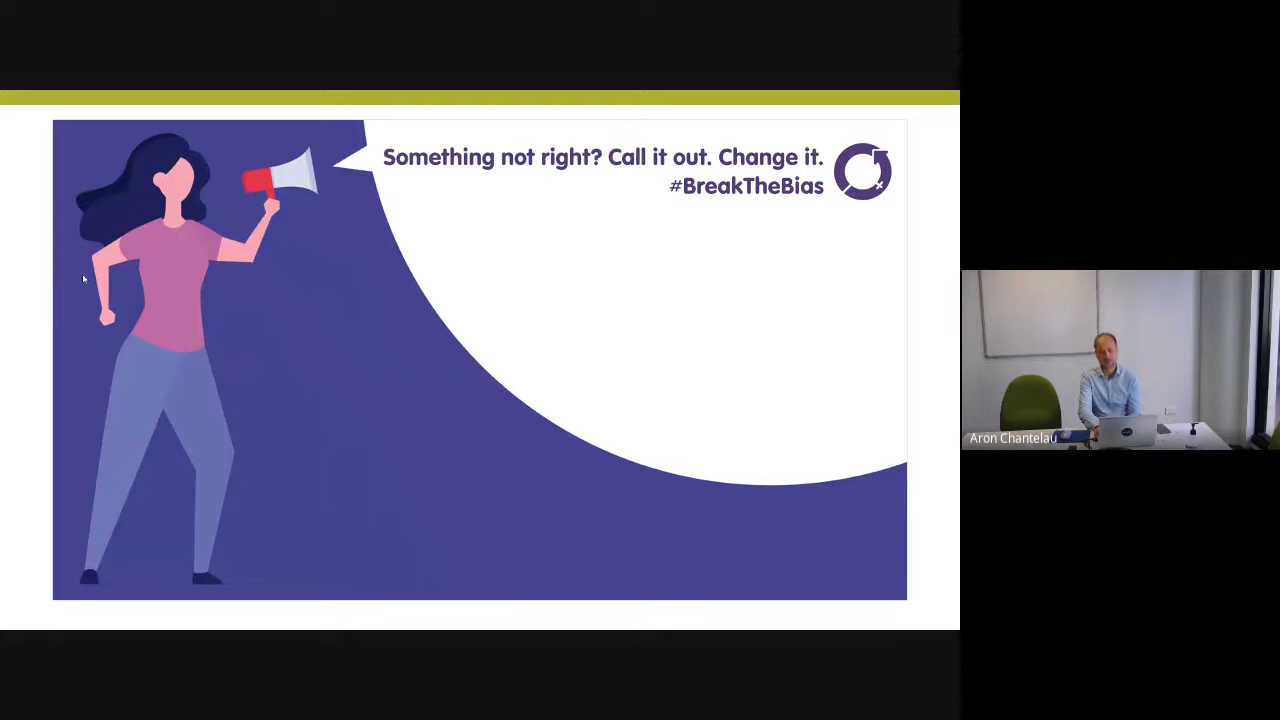 Something not right? Call it out. Change it.
#BreakTheBias
Aron Chantelau